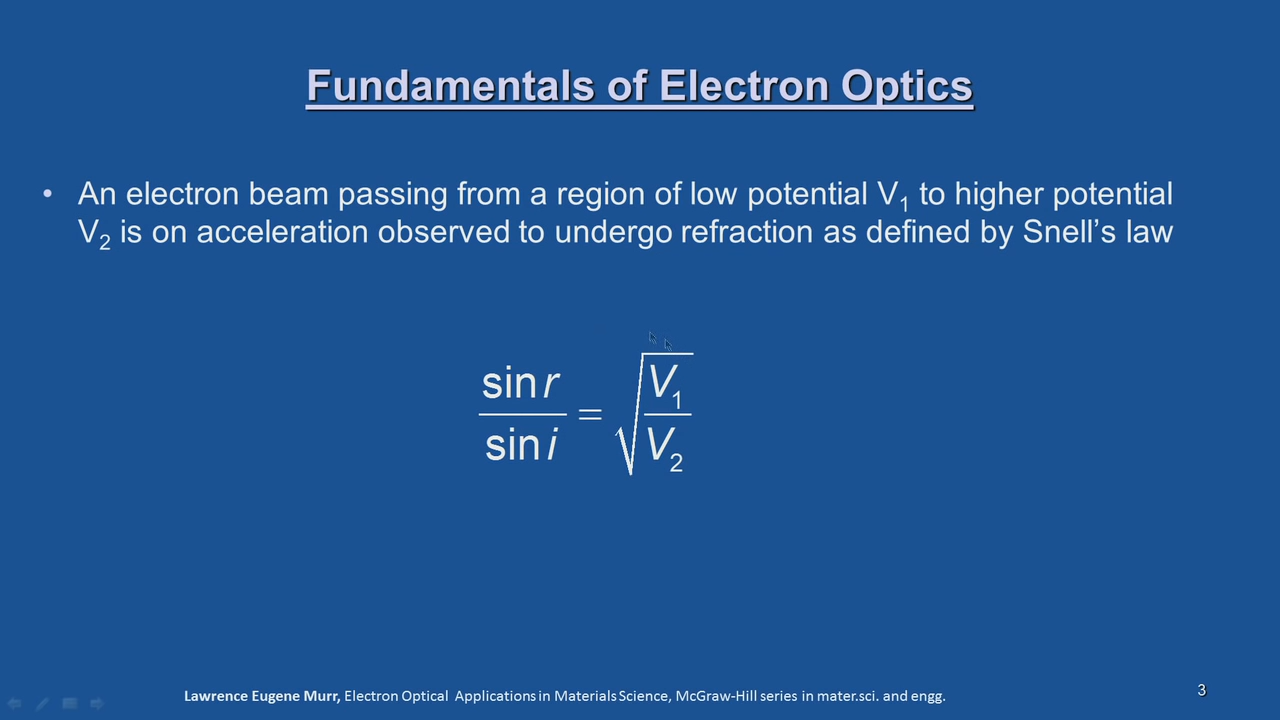 Fundamentals of Electron Optics
• An electron beam passing from a region of low potential V₁ to higher potential
V₂ is on acceleration observed to undergo refraction as defined by Snell’s law
sin r / sin i = √(V₁ / V₂)
Lawrence Eugene Murr, Electron Optical Applications in Materials Science, McGraw-Hill series in mater.sci. and engg.
3